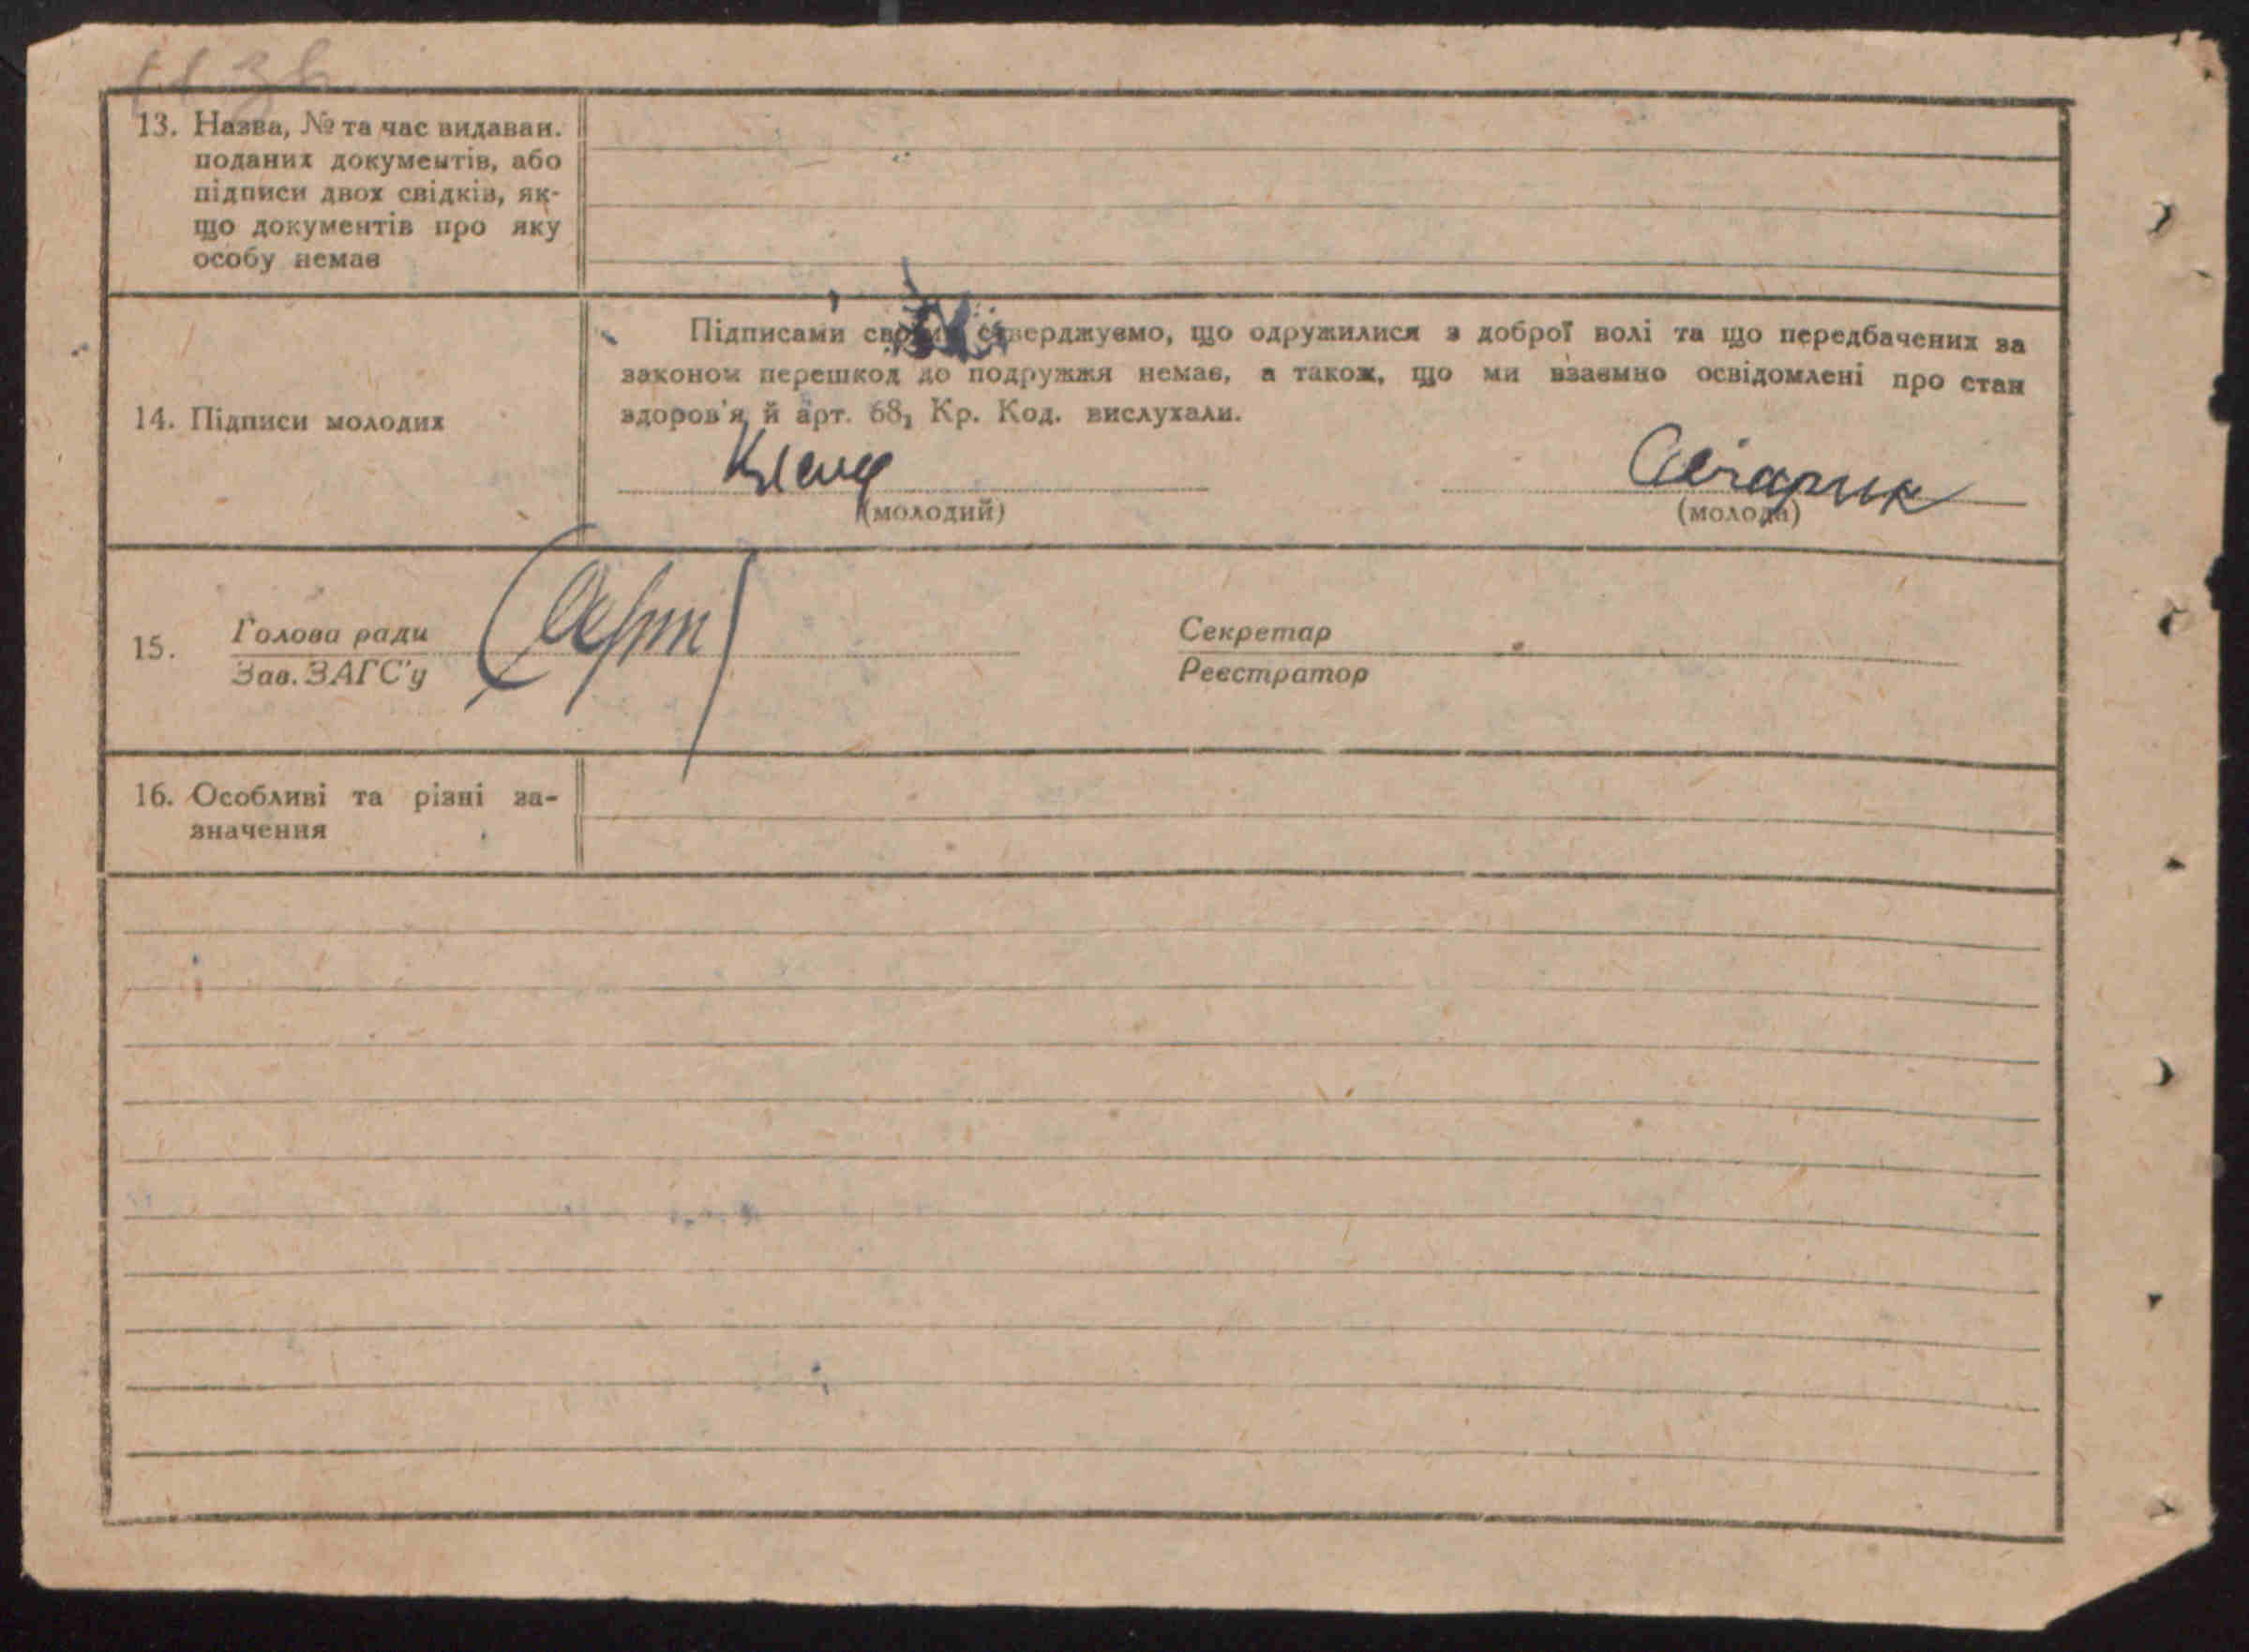 11 зв
13. Назва, № та час видаван.
поданих документів, або
підписи двох свідків, як-
що документів про яку
особу немає
Підписами своїми стверджуємо, що одружилися з доброї волі та що передбачених за
законом перешкод до подружжя немає, а також, що ми взаємно освідомлені про стан
здоров'я й арт. 68, Кр. Код. вислухали.
14. Підписи молодих
(молодий)
(молода)
15. Голова ради
Зав. ЗАГС'у
Секретар
Реєстратор
16. Особливі та різні за-
значення